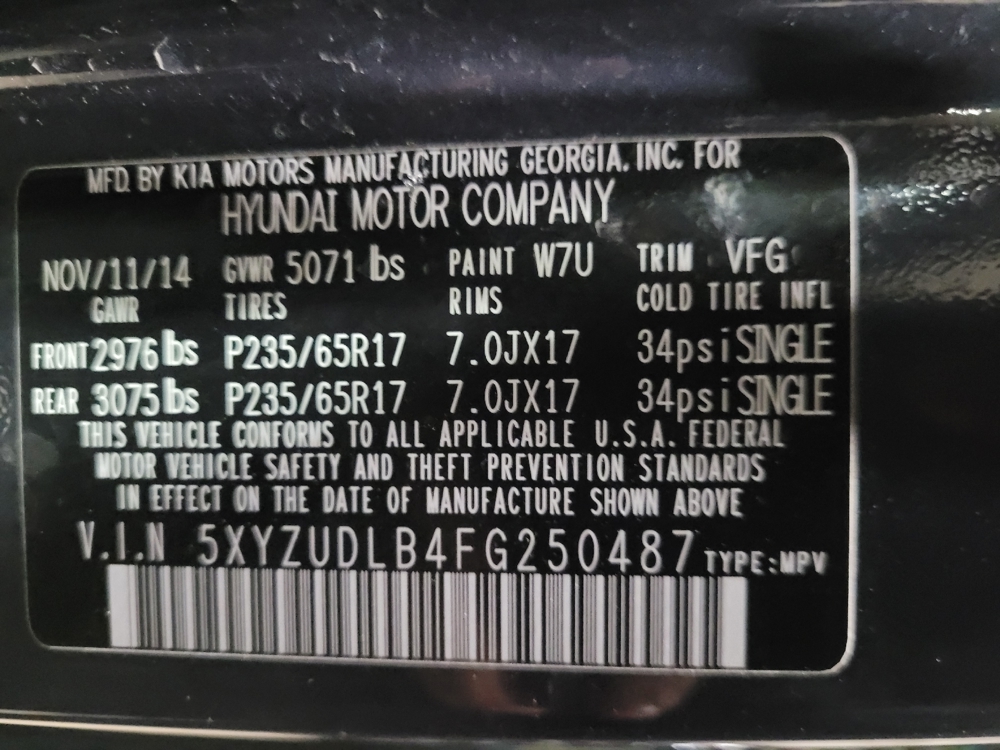 MFD. BY KIA MOTORS MANUFACTURING GEORGIA. INC. FOR
HYUNDAI MOTOR COMPANY
NOV/11/14 GVWR 5071 lbs PAINT W7U TRIM VFG
GAWR TIRES RIMS COLD TIRE INFL
FRONT 2976 lbs P235/65R17 7.0JX17 34psi SINGLE
REAR 3075 lbs P235/65R17 7.0JX17 34psi SINGLE
THIS VEHICLE CONFORMS TO ALL APPLICABLE U.S.A. FEDERAL
MOTOR VEHICLE SAFETY AND THEFT PREVENTION STANDARDS
IN EFFECT ON THE DATE OF MANUFACTURE SHOWN ABOVE
V.I.N 5XYZUDLB4FG250487 TYPE:MPV